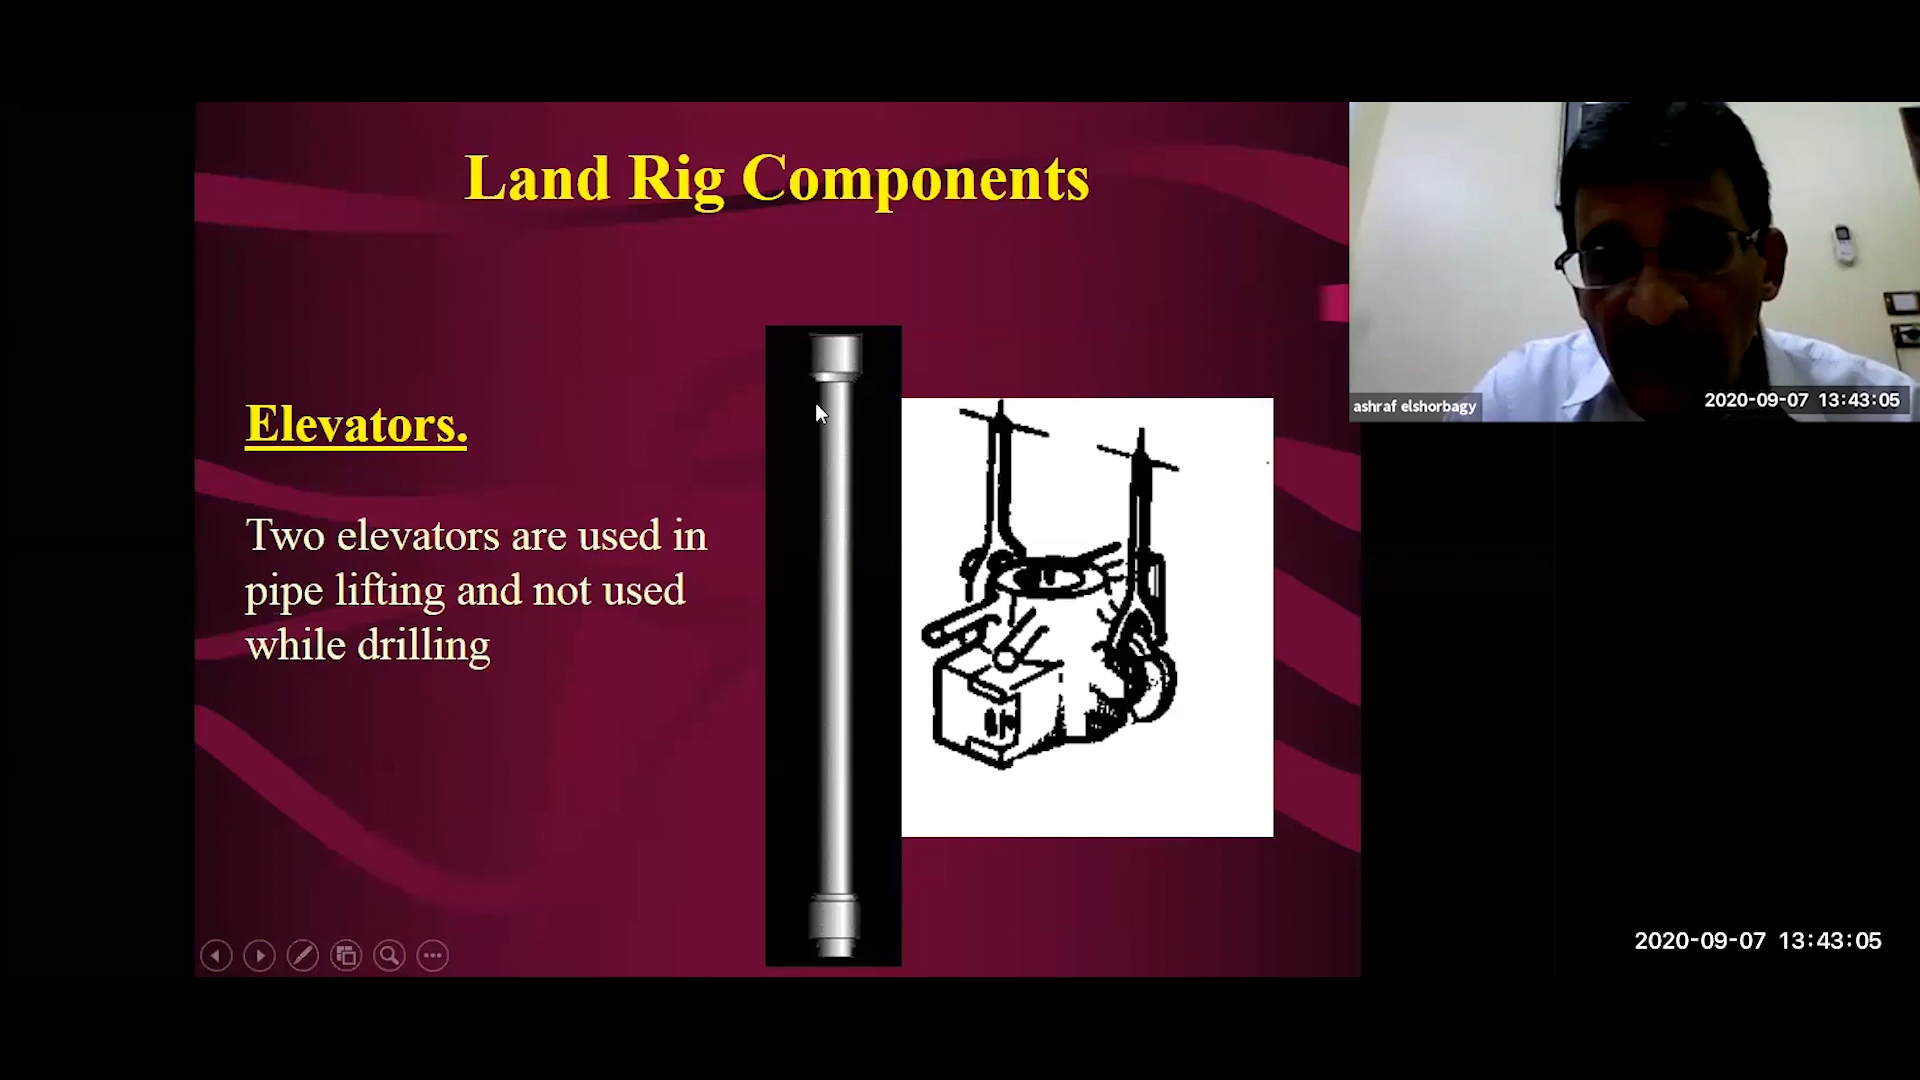 Land Rig Components
Elevators.
Two elevators are used in
pipe lifting and not used
while drilling
ashraf elshorbagy
2020-09-07 13:43:05
2020-09-07 13:43:05